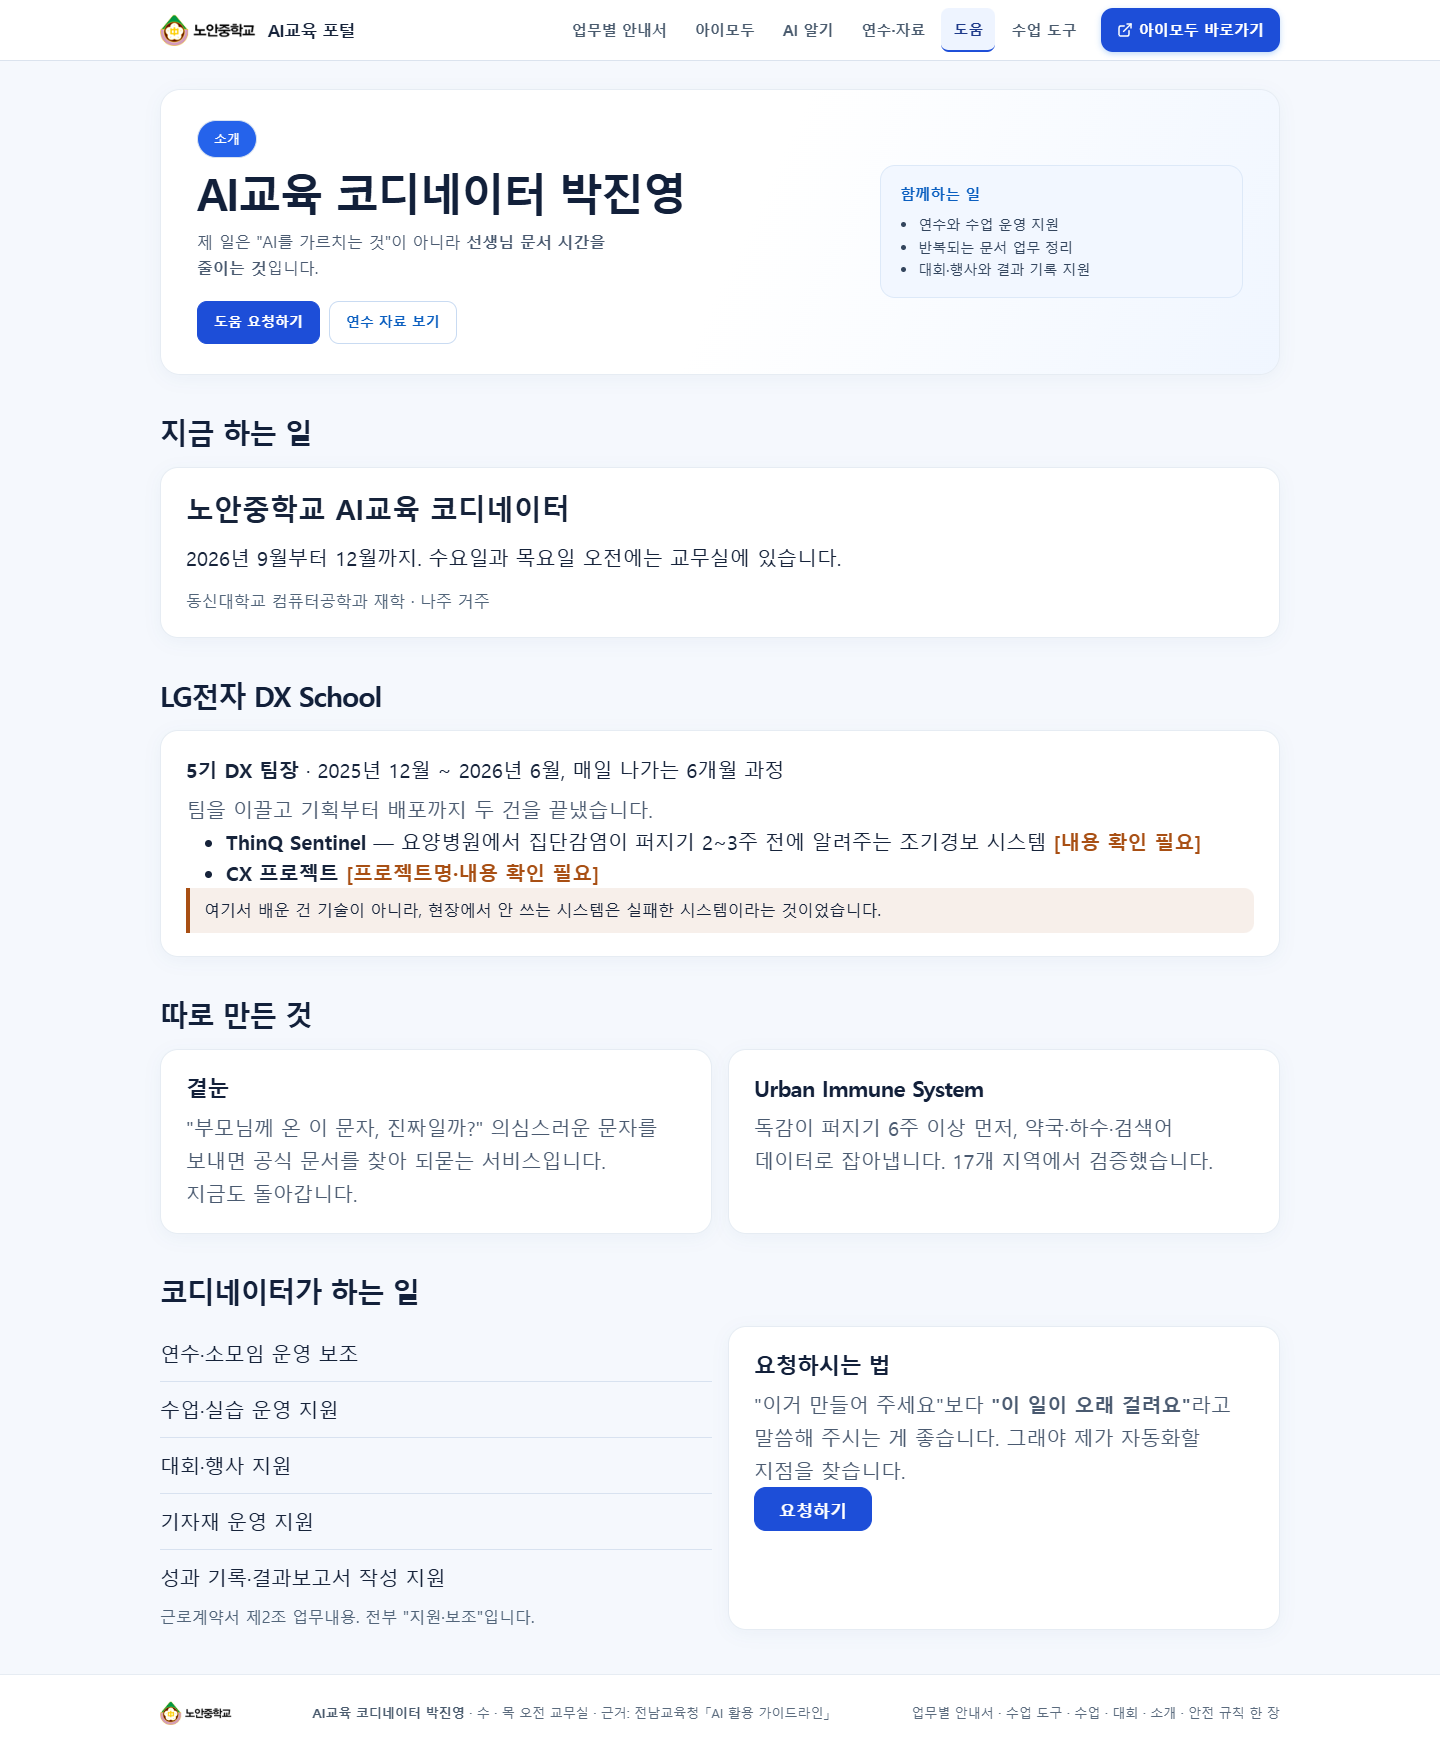 노안중학교 AI교육 포털
업무별 안내서 아이모두 AI 알기 연수·자료 도움 수업 도구 아이모두 바로가기
소개
AI교육 코디네이터 박진영
제 일은 "AI를 가르치는 것"이 아니라 선생님 문서 시간을
줄이는 것입니다.
도움 요청하기 연수 자료 보기
함께하는 일
연수와 수업 운영 지원
반복되는 문서 업무 정리
대회·행사와 결과 기록 지원
지금 하는 일
노안중학교 AI교육 코디네이터
2026년 9월부터 12월까지. 수요일과 목요일 오전에는 교무실에 있습니다.
동신대학교 컴퓨터공학과 재학 · 나주 거주
LG전자 DX School
5기 DX 팀장 · 2025년 12월 ~ 2026년 6월, 매일 나가는 6개월 과정
팀을 이끌고 기획부터 배포까지 두 건을 끝냈습니다.
ThinQ Sentinel — 요양병원에서 집단감염이 퍼지기 2~3주 전에 알려주는 조기경보 시스템 [내용 확인 필요]
CX 프로젝트 [프로젝트명·내용 확인 필요]
여기서 배운 건 기술이 아니라, 현장에서 안 쓰는 시스템은 실패한 시스템이라는 것이었습니다.
따로 만든 것
곁눈
"부모님께 온 이 문자, 진짜일까?" 의심스러운 문자를
보내면 공식 문서를 찾아 되묻는 서비스입니다.
지금도 돌아갑니다.
Urban Immune System
독감이 퍼지기 6주 이상 먼저, 약국·하수·검색어
데이터로 잡아냅니다. 17개 지역에서 검증했습니다.
코디네이터가 하는 일
연수·소모임 운영 보조
수업·실습 운영 지원
대회·행사 지원
기자재 운영 지원
성과 기록·결과보고서 작성 지원
근로계약서 제2조 업무내용. 전부 "지원·보조"입니다.
요청하시는 법
"이거 만들어 주세요"보다 "이 일이 오래 걸려요"라고
말씀해 주시는 게 좋습니다. 그래야 제가 자동화할
지점을 찾습니다.
요청하기
노안중학교
AI교육 코디네이터 박진영 · 수 · 목 오전 교무실 · 근거: 전남교육청 「AI 활용 가이드라인」
업무별 안내서 · 수업 도구 · 수업 · 대회 · 소개 · 안전 규칙 한 장